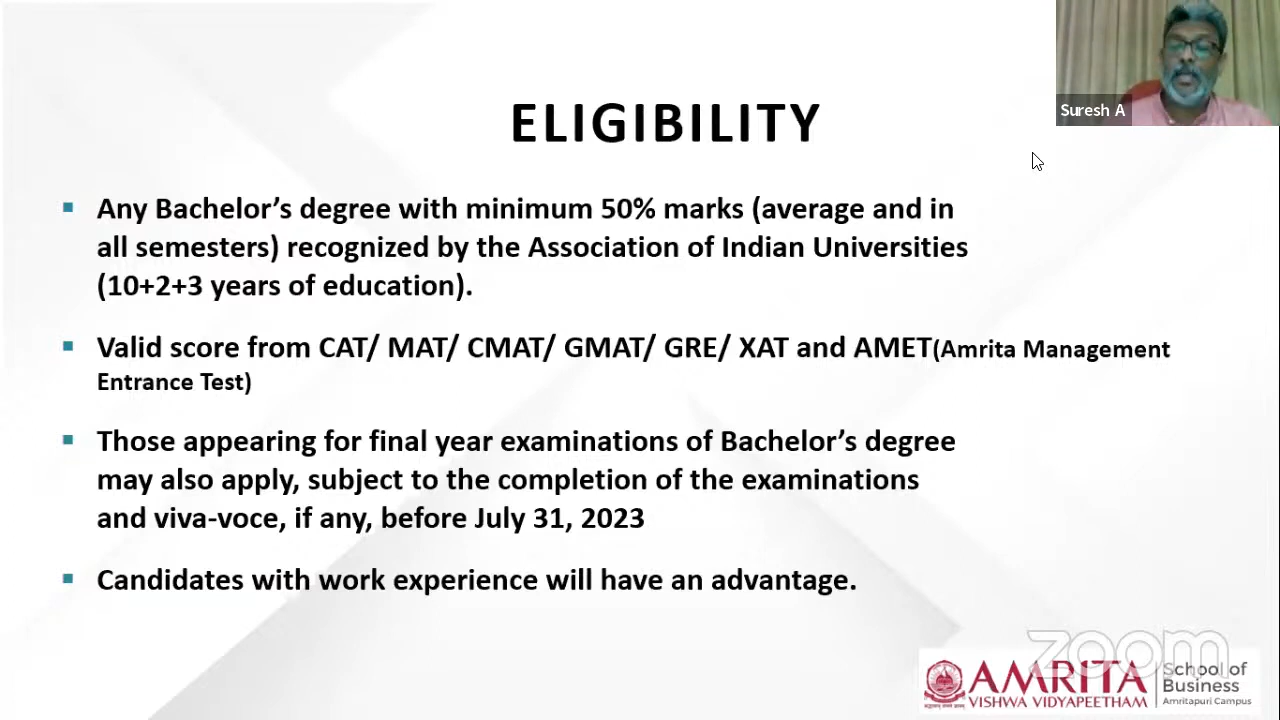 Suresh A
ELIGIBILITY
▪ Any Bachelor’s degree with minimum 50% marks (average and in
all semesters) recognized by the Association of Indian Universities
(10+2+3 years of education).
▪ Valid score from CAT/ MAT/ CMAT/ GMAT/ GRE/ XAT and AMET(Amrita Management
Entrance Test)
▪ Those appearing for final year examinations of Bachelor’s degree
may also apply, subject to the completion of the examinations
and viva-voce, if any, before July 31, 2023
▪ Candidates with work experience will have an advantage.
zoom
AMRITA
VISHWA VIDYAPEETHAM
School of
Business
Amritapuri Campus